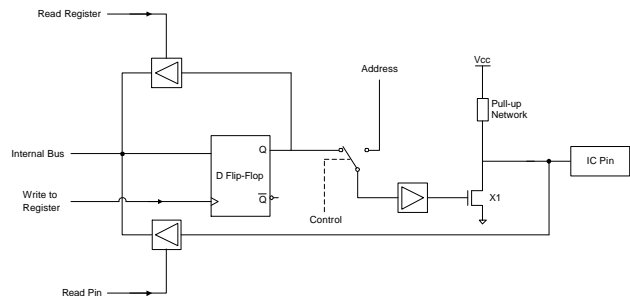 Read Register
Address
Vcc
Pull-up
Network
Internal Bus
Q
D Flip-Flop
IC Pin
Write to
Register
Q
X1
Control
Read Pin